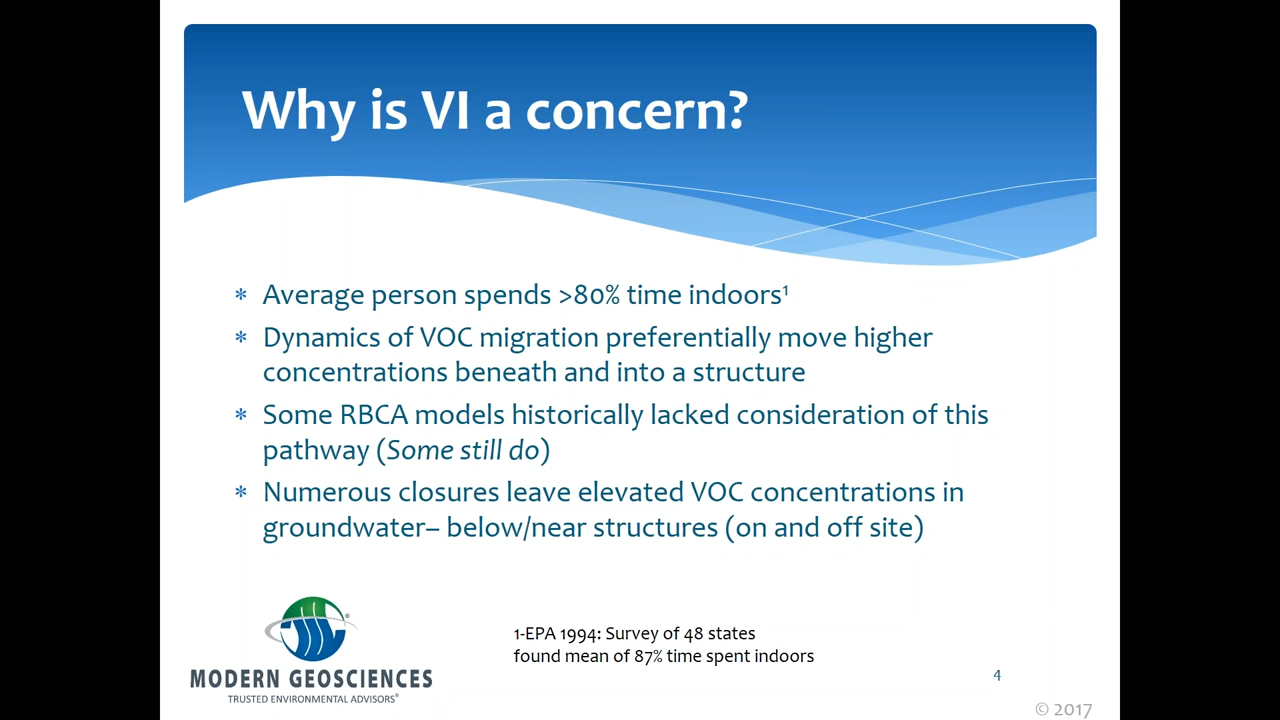 Why is VI a concern?
* Average person spends >80% time indoors¹
* Dynamics of VOC migration preferentially move higher
concentrations beneath and into a structure
* Some RBCA models historically lacked consideration of this
pathway (Some still do)
* Numerous closures leave elevated VOC concentrations in
groundwater– below/near structures (on and off site)
MODERN GEOSCIENCES
TRUSTED ENVIRONMENTAL ADVISORS®
1-EPA 1994: Survey of 48 states
found mean of 87% time spent indoors
4
© 2017